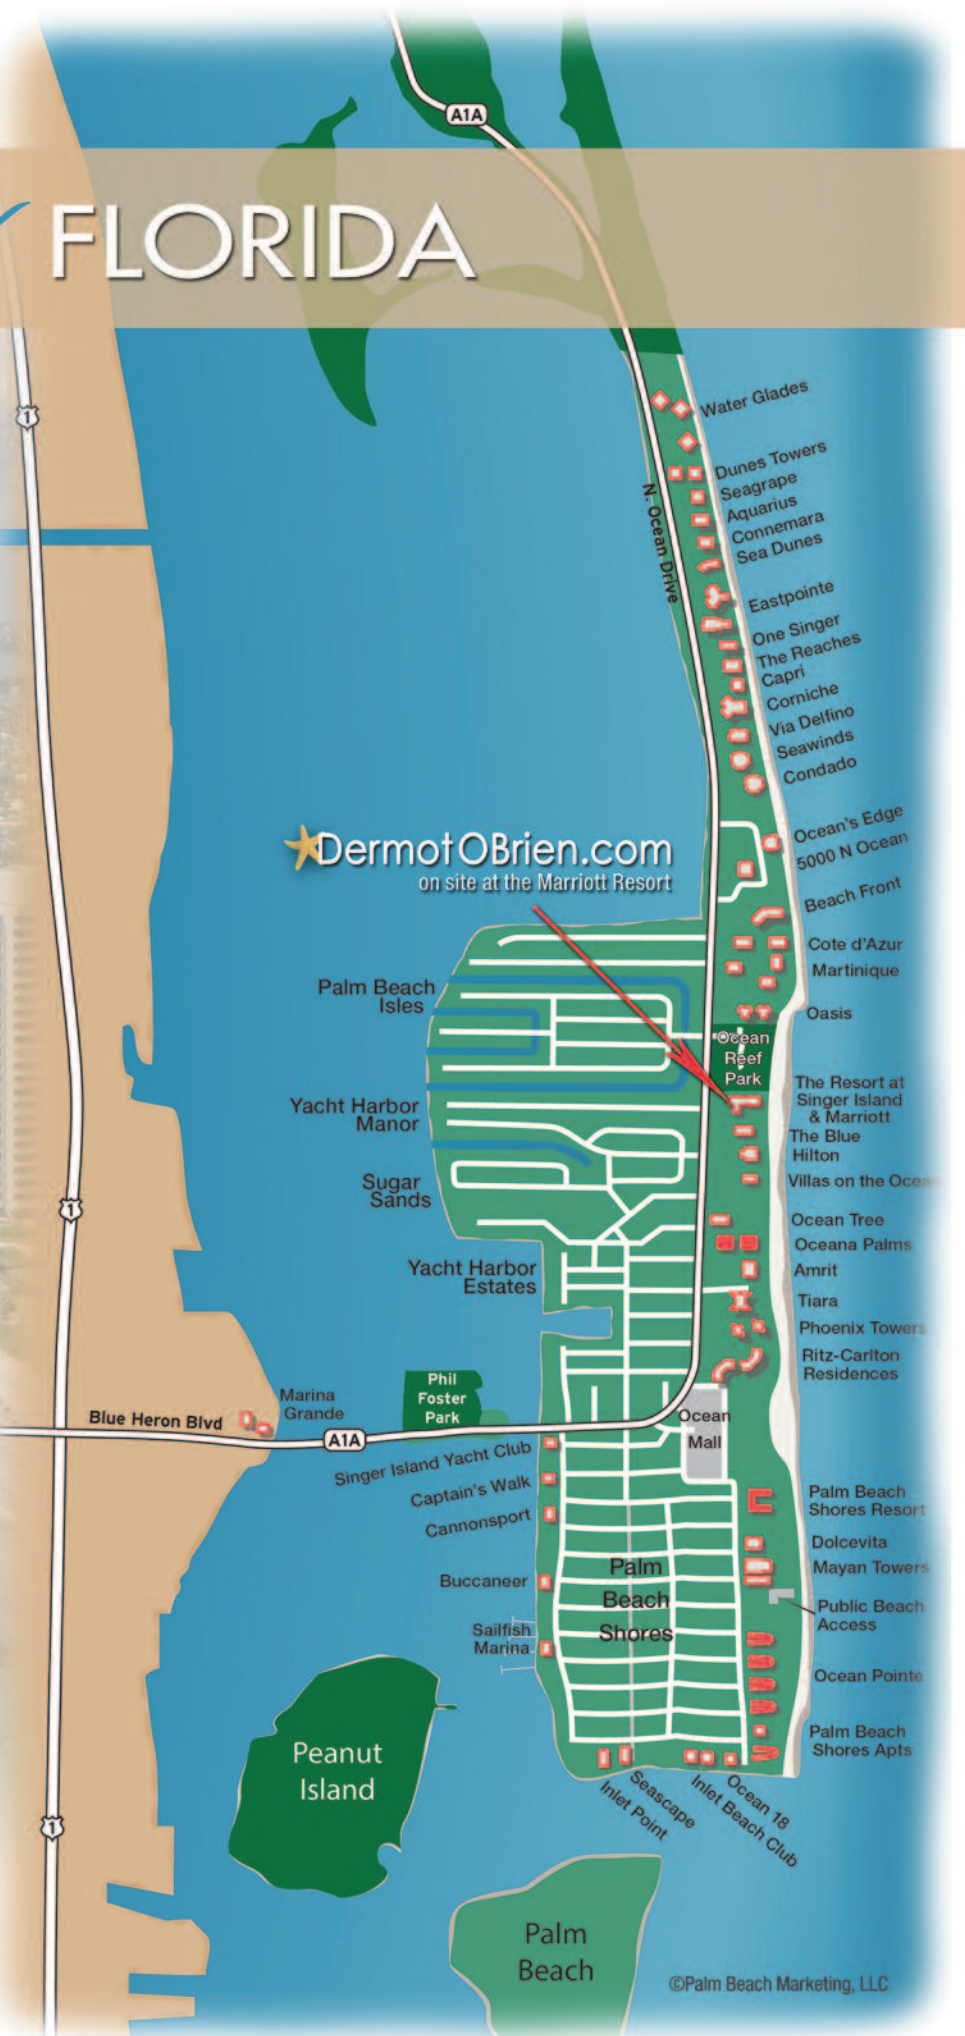 A1A
FLORIDA
1
Water Glades
Dunes Towers
Seagrape
Aquarius
Connemara
Sea Dunes
N. Ocean Drive
Eastpointe
One Singer
The Reaches
Capri
Corniche
Via Delfino
Seawinds
Condado
DermotOBrien.com
on site at the Marriott Resort
Ocean's Edge
5000 N Ocean
Beach Front
Cote d'Azur
Martinique
Oasis
Palm Beach
Isles
Ocean
Reef
Park
The Resort at
Singer Island
& Marriott
Yacht Harbor
Manor
The Blue
Hilton
Villas on the Ocean
Sugar
Sands
1
Ocean Tree
Oceana Palms
Amrit
Yacht Harbor
Estates
Tiara
Phoenix Towers
Ritz-Carlton
Residences
Phil
Foster
Park
Marina
Grande
Blue Heron Blvd
A1A
Ocean
Mall
Singer Island Yacht Club
Captain's Walk
Cannonsport
Palm Beach
Shores Resort
Dolcevita
Mayan Towers
Buccaneer
Palm
Beach
Shores
Public Beach
Access
Sailfish
Marina
Ocean Pointe
Palm Beach
Shores Apts
Peanut
Island
Inlet Point
Seascape
Inlet Beach Club
Ocean 18
1
Palm
Beach
©Palm Beach Marketing, LLC